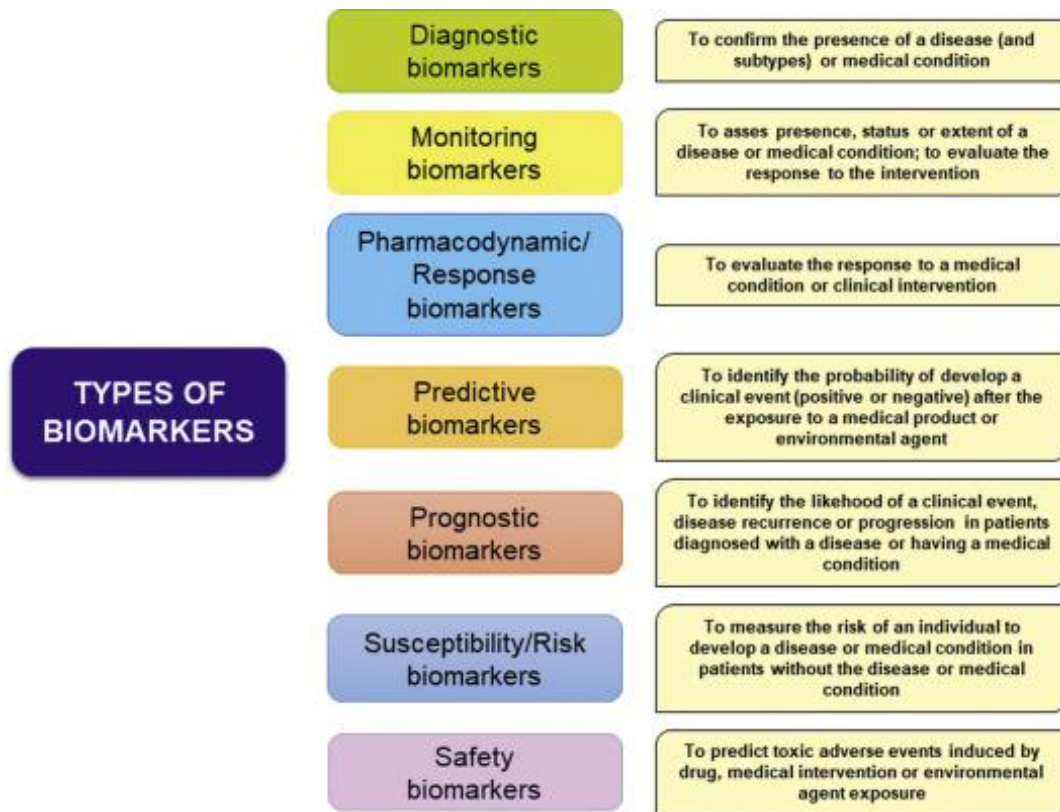 TYPES OF
BIOMARKERS
Diagnostic
biomarkers
To confirm the presence of a disease (and
subtypes) or medical condition
Monitoring
biomarkers
To asses presence, status or extent of a
disease or medical condition; to evaluate the
response to the intervention
Pharmacodynamic/
Response
biomarkers
To evaluate the response to a medical
condition or clinical intervention
Predictive
biomarkers
To identify the probability of develop a
clinical event (positive or negative) after the
exposure to a medical product or
environmental agent
Prognostic
biomarkers
To identify the likehood of a clinical event,
disease recurrence or progression in patients
diagnosed with a disease or having a medical
condition
Susceptibility/Risk
biomarkers
To measure the risk of an individual to
develop a disease or medical condition in
patients without the disease or medical
condition
Safety
biomarkers
To predict toxic adverse events induced by
drug, medical intervention or environmental
agent exposure